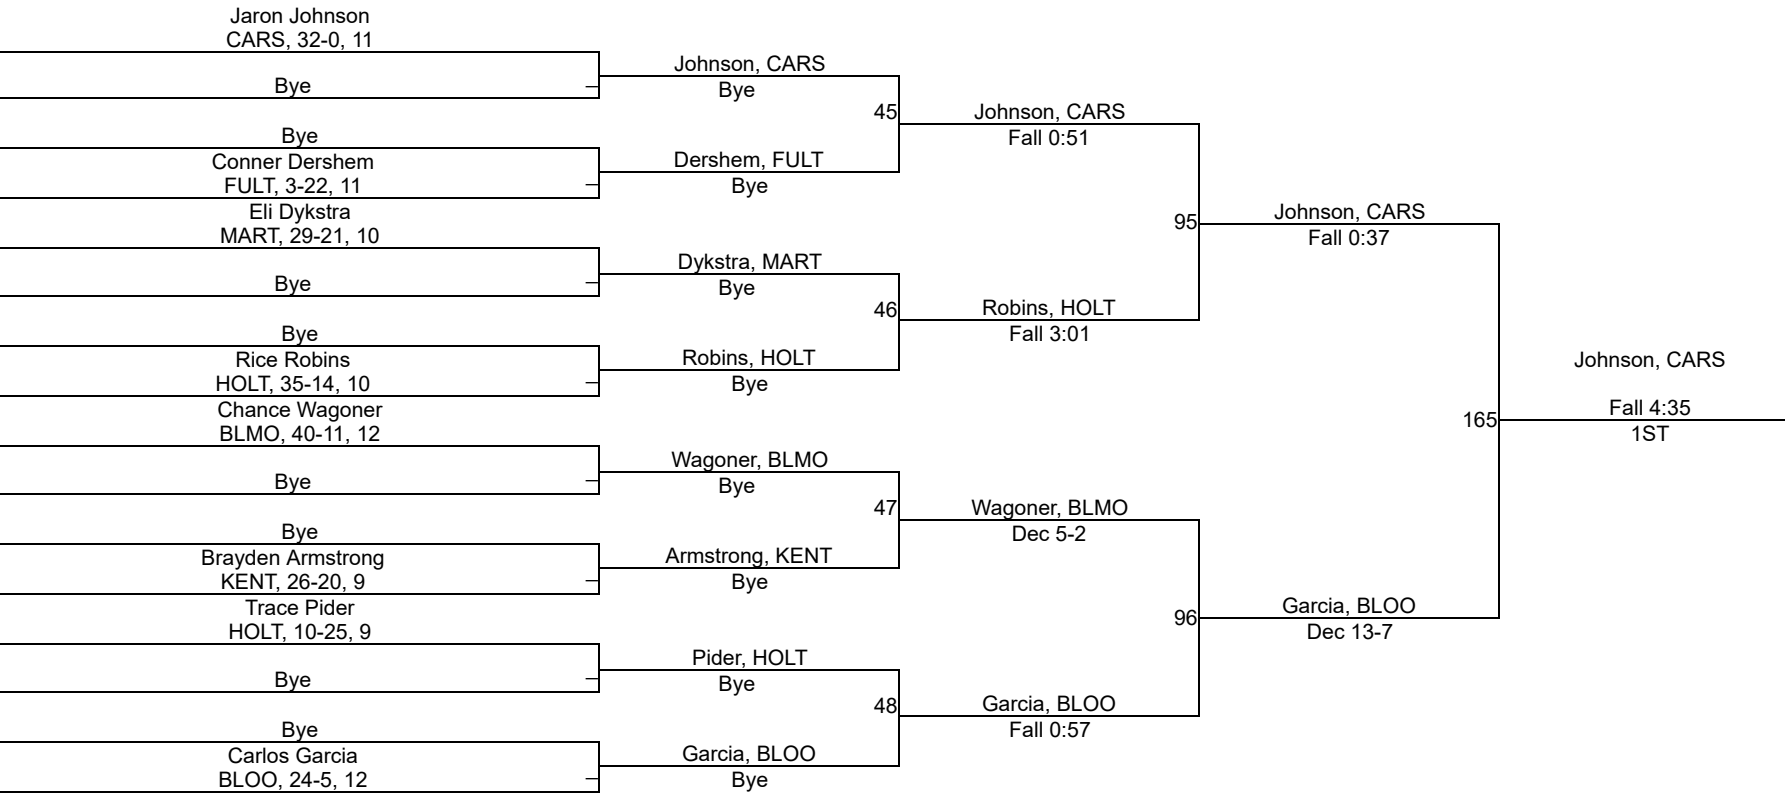 Jaron Johnson
CARS, 32-0, 11
Bye
Bye
Conner Dershem
FULT, 3-22, 11
Eli Dykstra
MART, 29-21, 10
Bye
Bye
Rice Robins
HOLT, 35-14, 10
Chance Wagoner
BLMO, 40-11, 12
Bye
Bye
Brayden Armstrong
KENT, 26-20, 9
Trace Pider
HOLT, 10-25, 9
Bye
Bye
Carlos Garcia
BLOO, 24-5, 12
Johnson, CARS
Bye
45
Dershem, FULT
Bye
Dykstra, MART
Bye
46
Robins, HOLT
Bye
Wagoner, BLMO
Bye
47
Armstrong, KENT
Bye
Pider, HOLT
Bye
48
Garcia, BLOO
Bye
Johnson, CARS
Fall 0:51
95
Robins, HOLT
Fall 3:01
Wagoner, BLMO
Dec 5-2
96
Garcia, BLOO
Fall 0:57
Johnson, CARS
Fall 0:37
165
Garcia, BLOO
Dec 13-7
Johnson, CARS
Fall 4:35
1ST